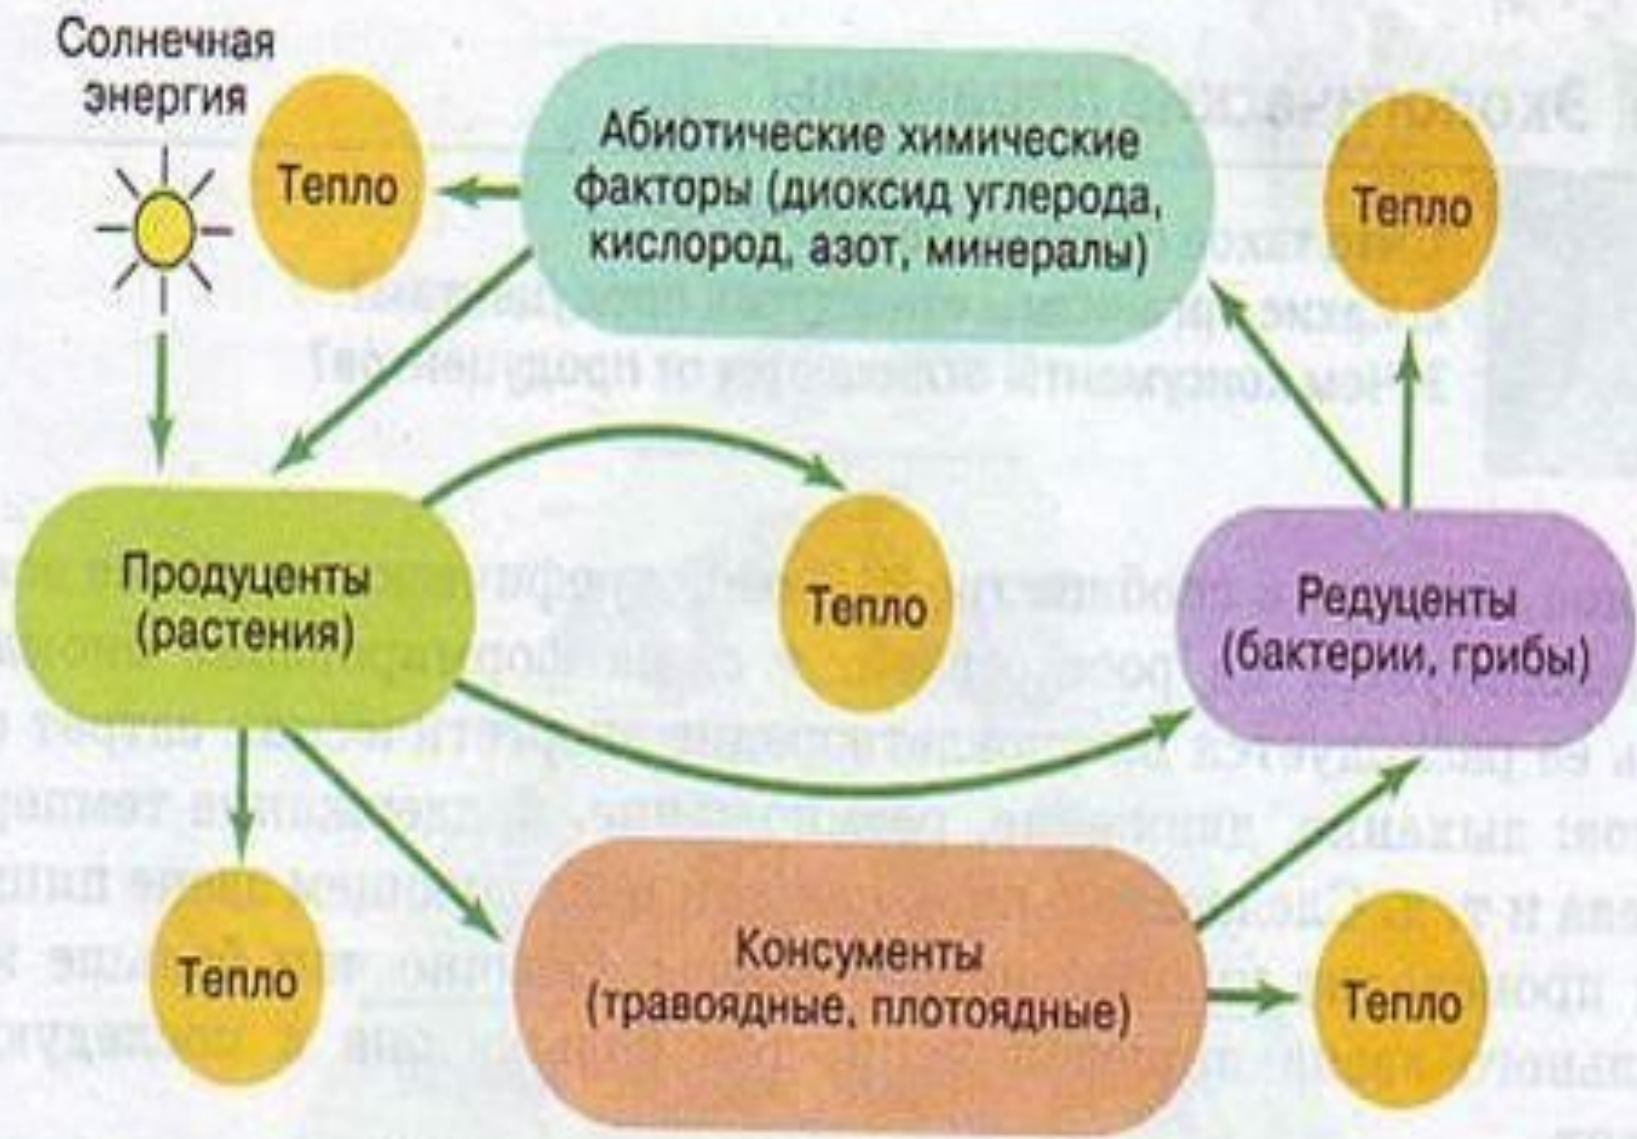 Солнечная
энергия
Тепло
Абиотические химические
факторы (диоксид углерода,
кислород, азот, минералы)
Тепло
Продуценты
(растения)
Тепло
Редуценты
(бактерии, грибы)
Тепло
Консументы
(травоядные, плотоядные)
Тепло